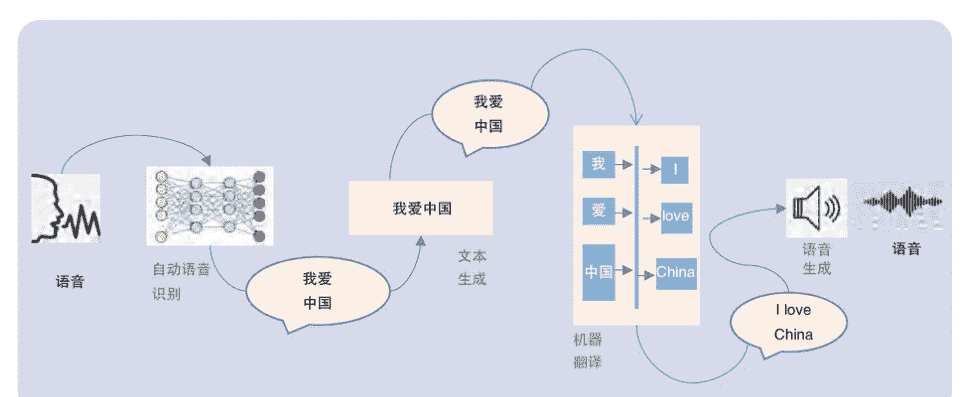 语音
自动语音
识别
我爱
中国
我爱中国
文本
生成
我爱
中国
我
I
爱
love
中国
China
机器
翻译
I love
China
语音
生成
语音